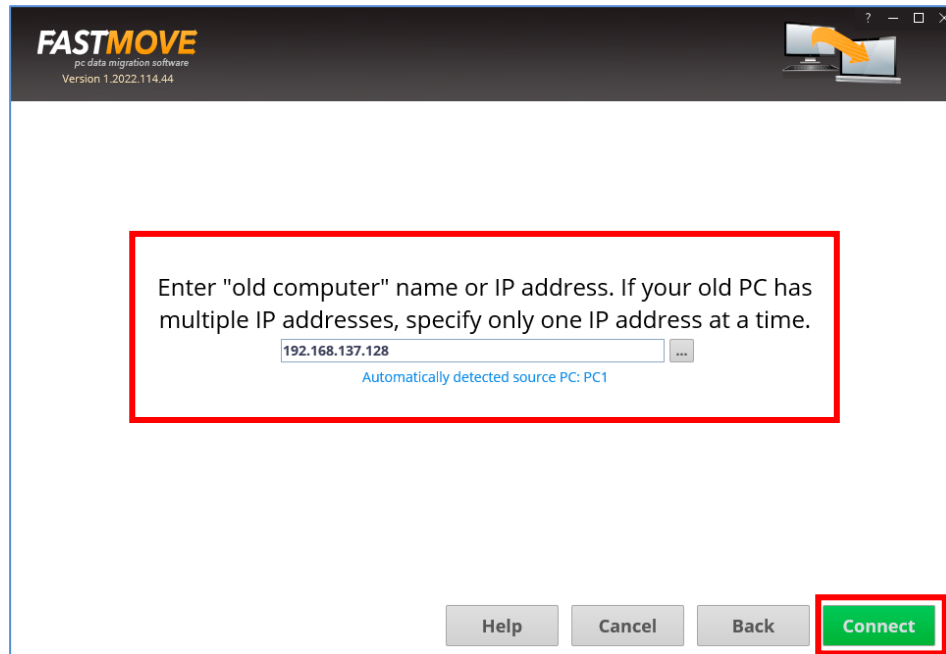 FASTMOVE
pc data migration software
Version 1.2022.114.44
?
Enter "old computer" name or IP address. If your old PC has
multiple IP addresses, specify only one IP address at a time.
192.168.137.128 ...
Automatically detected source PC: PC1
Help Cancel Back Connect